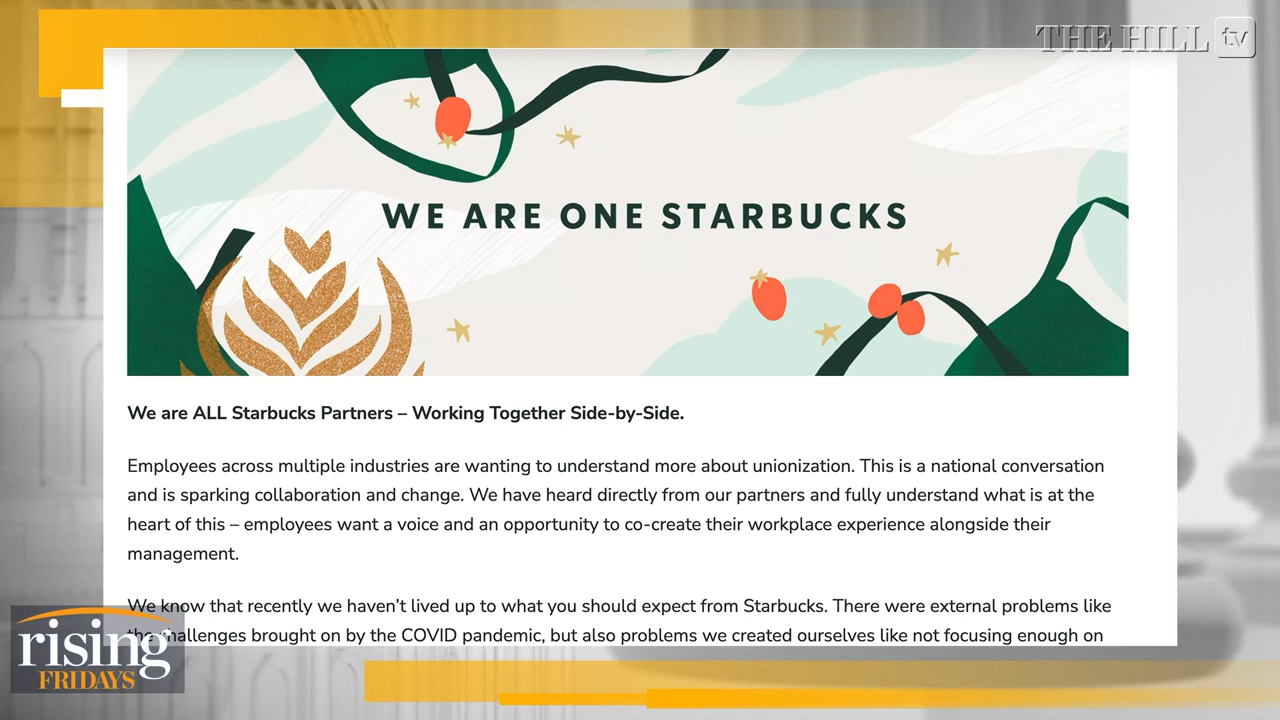 THE HILL tv
WE ARE ONE STARBUCKS
We are ALL Starbucks Partners – Working Together Side-by-Side.
Employees across multiple industries are wanting to understand more about unionization. This is a national conversation
and is sparking collaboration and change. We have heard directly from our partners and fully understand what is at the
heart of this – employees want a voice and an opportunity to co-create their workplace experience alongside their
management.
We know that recently we haven't lived up to what you should expect from Starbucks. There were external problems like
the challenges brought on by the COVID pandemic, but also problems we created ourselves like not focusing enough on
rising
FRIDAYS